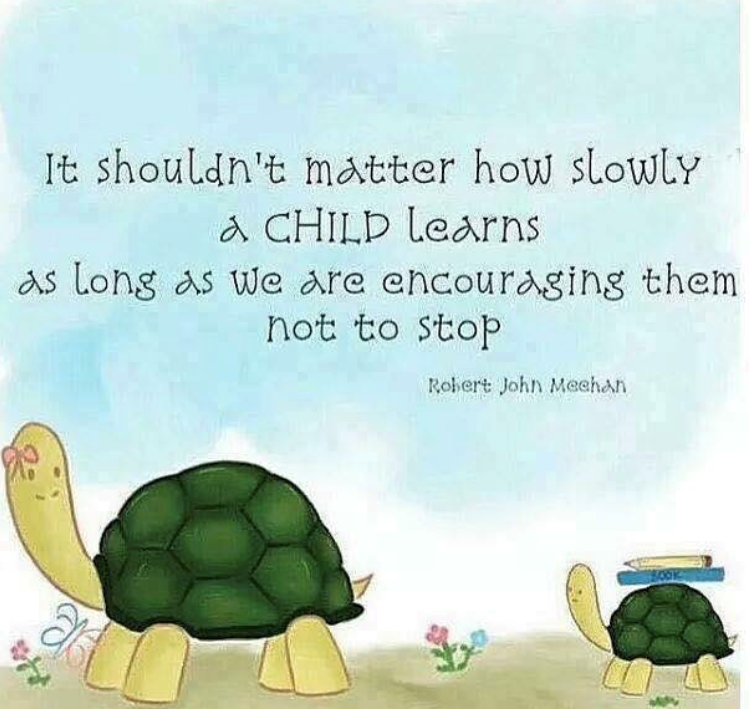 It shouldn't matter how slowly
a CHILD learns
as long as we are encouraging them
not to stop
Robert John Meehan
BOOK